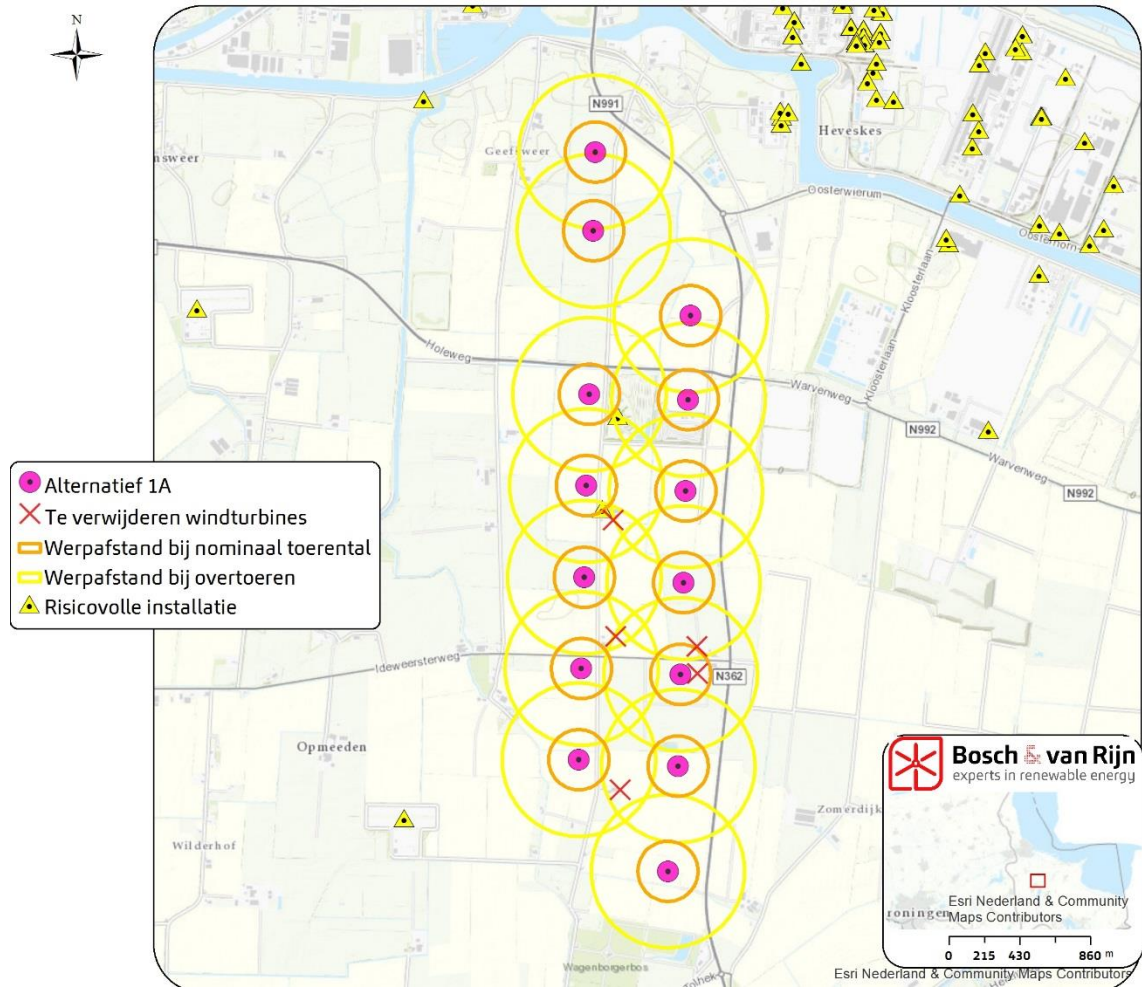 N
N991
Heveskes
Geefsweer
nsweer
Oosterwierum
Oosterhorn
Kloosterlaan
Kloosterlaan
Holeweg
Warvenweg
N992
Warvenweg
N992
Alternatief 1A
Te verwijderen windturbines
Werpafstand bij nominaal toerental
Werpafstand bij overtoeren
Risicovolle installatie
Ideweersterweg
N362
Opmeeden
Bosch & van Rijn
experts in renewable energy
Zomerdijk
Wilderhof
Esri Nederland & Community
Maps Contributors
roningen
0 215 430 860 m
Wagenborgerbos
Esri Nederland & Community Maps Contributors